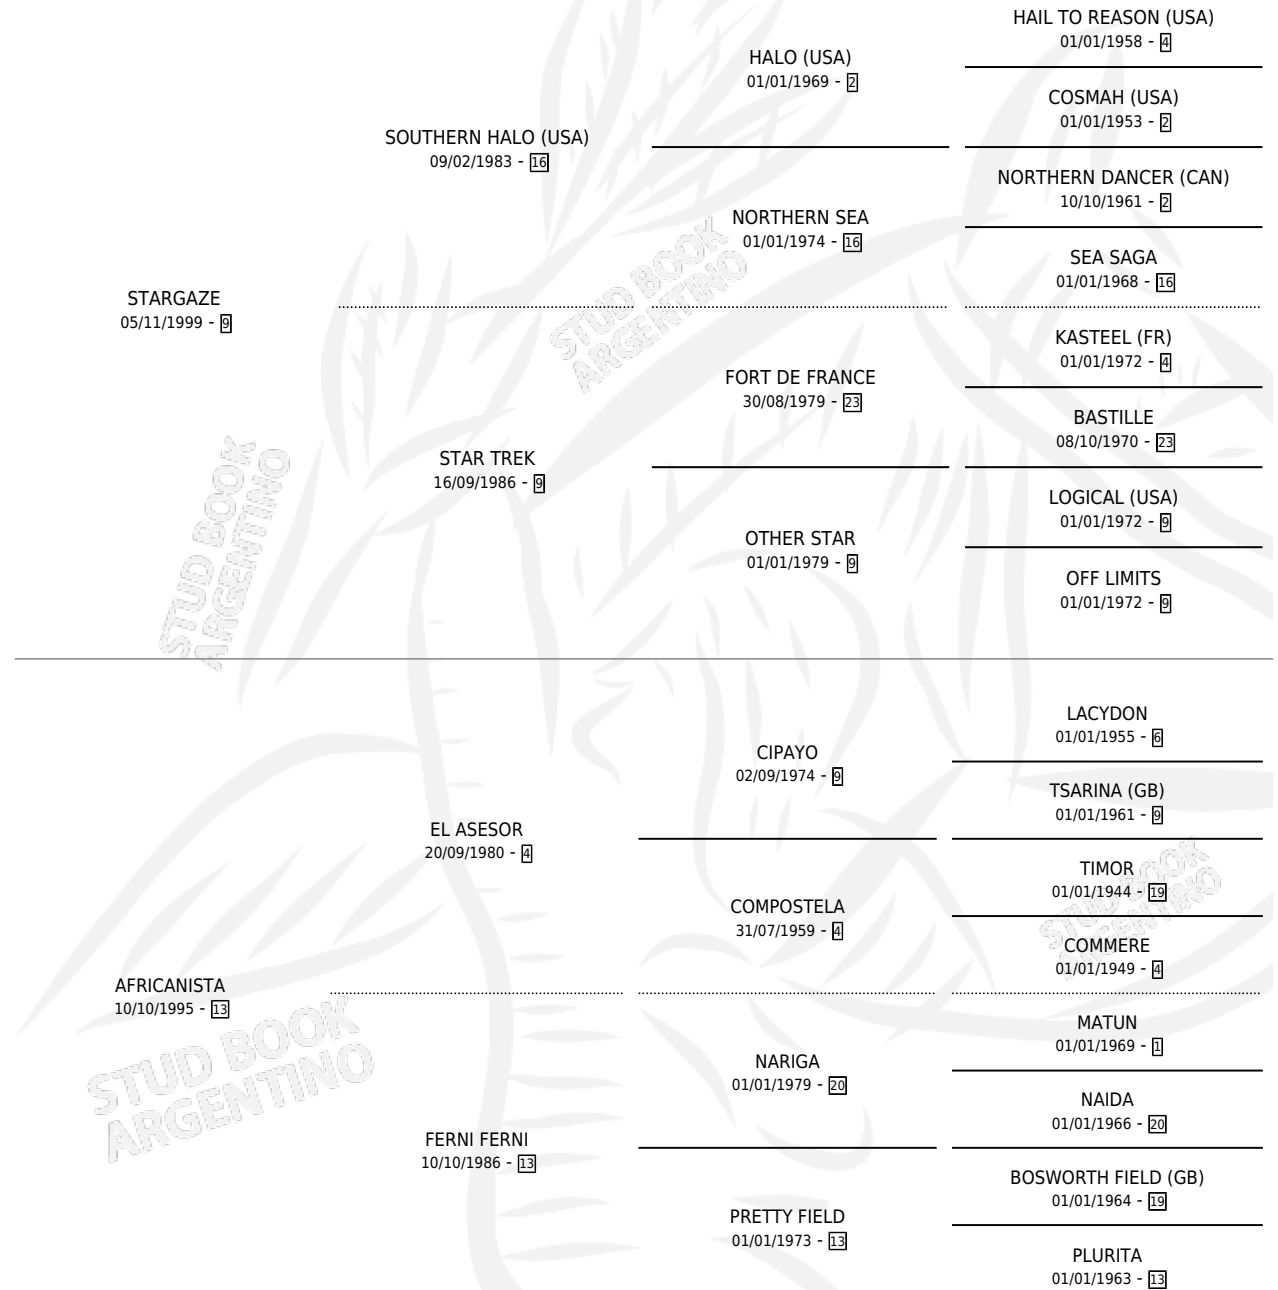 HAIL TO REASON (USA)
01/01/1958 - 4
HALO (USA)
01/01/1969 - 2
COSMAH (USA)
01/01/1953 - 2
SOUTHERN HALO (USA)
09/02/1983 - 16
NORTHERN DANCER (CAN)
10/10/1961 - 2
NORTHERN SEA
01/01/1974 - 16
SEA SAGA
01/01/1968 - 16
STARGAZE
05/11/1999 - 9
KASTEEL (FR)
01/01/1972 - 4
FORT DE FRANCE
30/08/1979 - 23
BASTILLE
08/10/1970 - 23
STAR TREK
16/09/1986 - 9
LOGICAL (USA)
01/01/1972 - 9
OTHER STAR
01/01/1979 - 9
OFF LIMITS
01/01/1972 - 9
LACYDON
01/01/1955 - 6
CIPAYO
02/09/1974 - 9
TSARINA (GB)
01/01/1961 - 9
EL ASESOR
20/09/1980 - 4
TIMOR
01/01/1944 - 19
COMPOSTELA
31/07/1959 - 4
COMMERE
01/01/1949 - 4
AFRICANISTA
10/10/1995 - 13
MATUN
01/01/1969 - 1
NARIGA
01/01/1979 - 20
NAIDA
01/01/1966 - 20
FERNI FERNI
10/10/1986 - 13
BOSWORTH FIELD (GB)
01/01/1964 - 19
PRETTY FIELD
01/01/1973 - 13
PLURITA
01/01/1963 - 13
STUD BOOK
ARGENTINO
STUD BOOK
ARGENTINO
STUD BOOK
ARGENTINO
STUD BOOK
ARGENTINO